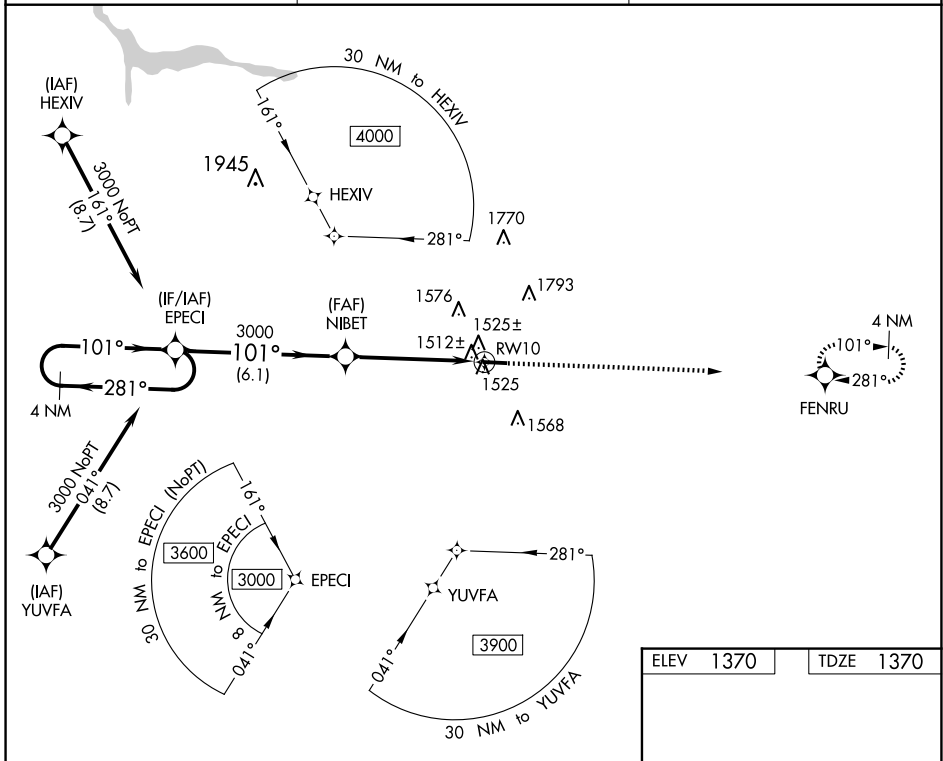 30 NM to HEXIV
(IAF)
HEXIV
161°
4000
1945
3000 NoPT
161°
(8.7)
HEXIV
281°
1770
1576
1793
(IF/IAF)
EPECI
(FAF)
NIBET
1525±
1512±
RW10
4 NM
101°
3000
101°
(6.1)
101°
281°
281°
1525
4 NM
FENRU
1568
3000 NoPT
041°
(8.7)
30 NM to EPECI (NoPT)
161°
8 NM to EPECI
3600
3000
EPECI
041°
281°
YUVFA
(IAF)
YUVFA
3900
041°
30 NM to YUVFA
ELEV 1370
TDZE 1370